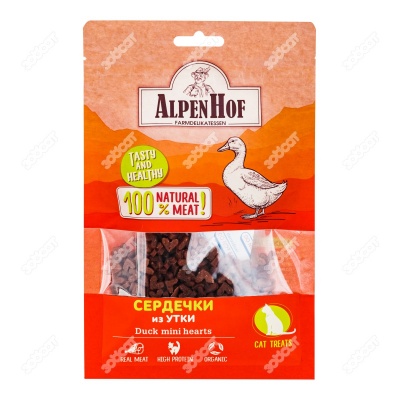 ALPENHOF
FARMDELIKATESSEN
TASTY
AND
HEALTHY
100% NATURAL MEAT!
СЕРДЕЧКИ
ИЗ УТКИ
Duck mini hearts
REAL MEAT
HIGH PROTEIN
ORGANIC
CAT TREATS